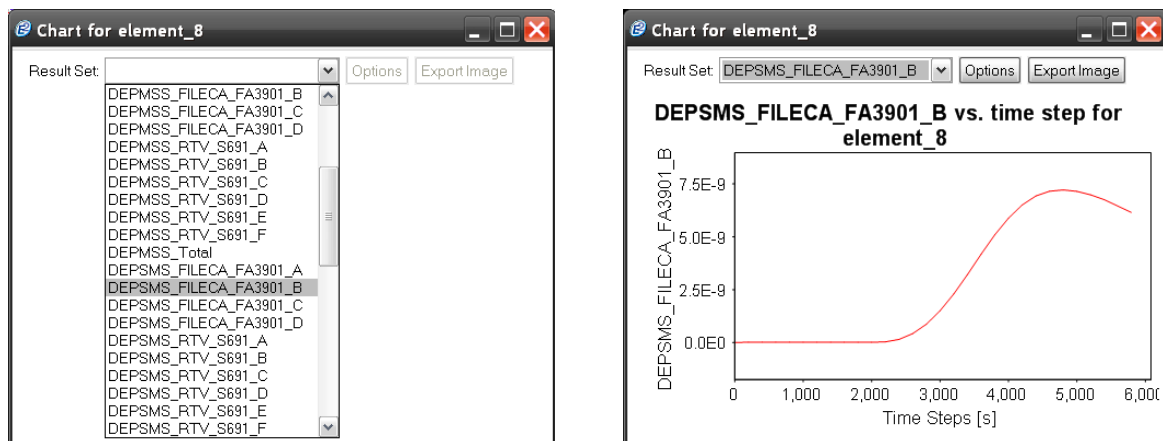 Chart for element_8
Result Set:
Options
Export Image
DEPMSS_FILECA_FA3901_B
DEPMSS_FILECA_FA3901_C
DEPMSS_FILECA_FA3901_D
DEPMSS_RTV_S691_A
DEPMSS_RTV_S691_B
DEPMSS_RTV_S691_C
DEPMSS_RTV_S691_D
DEPMSS_RTV_S691_E
DEPMSS_RTV_S691_F
DEPMSS_Total
DEPSMS_FILECA_FA3901_A
DEPSMS_FILECA_FA3901_B
DEPSMS_FILECA_FA3901_C
DEPSMS_FILECA_FA3901_D
DEPSMS_RTV_S691_A
DEPSMS_RTV_S691_B
DEPSMS_RTV_S691_C
DEPSMS_RTV_S691_D
DEPSMS_RTV_S691_E
DEPSMS_RTV_S691_F
Chart for element_8
Result Set: DEPSMS_FILECA_FA3901_B Options Export Image
DEPSMS_FILECA_FA3901_B vs. time step for
element_8
DEPSMS_FILECA_FA3901_B
7.5E-9
5.0E-9
2.5E-9
0.0E0
0 1,000 2,000 3,000 4,000 5,000 6,000
Time Steps [s]